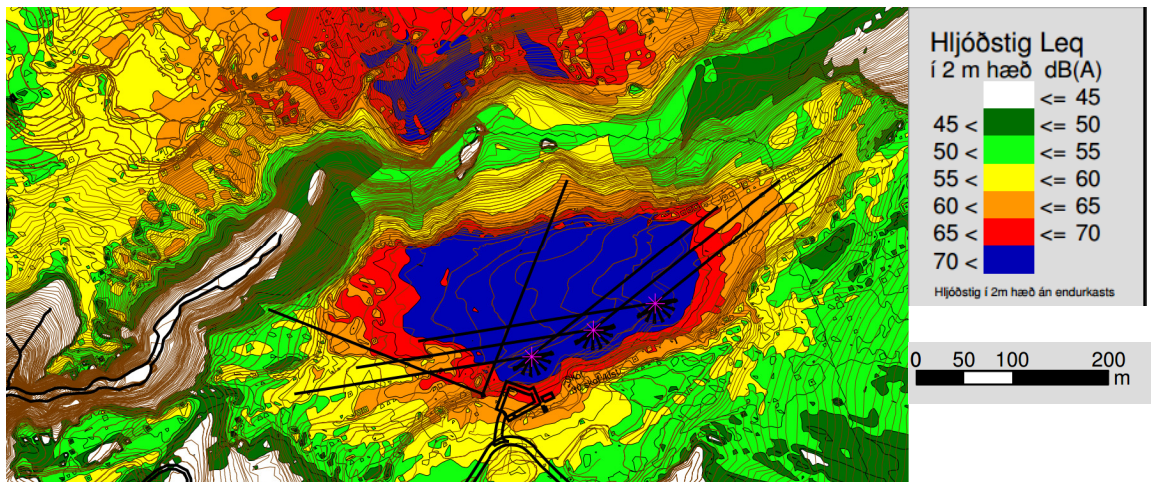 Hljóðstig Leq
í 2 m hæð dB(A)
<= 45
45 < <= 50
50 < <= 55
55 < <= 60
60 < <= 65
65 < <= 70
70 <
Hljóðstig í 2m hæð án endurkasts
0 50 100 200
m